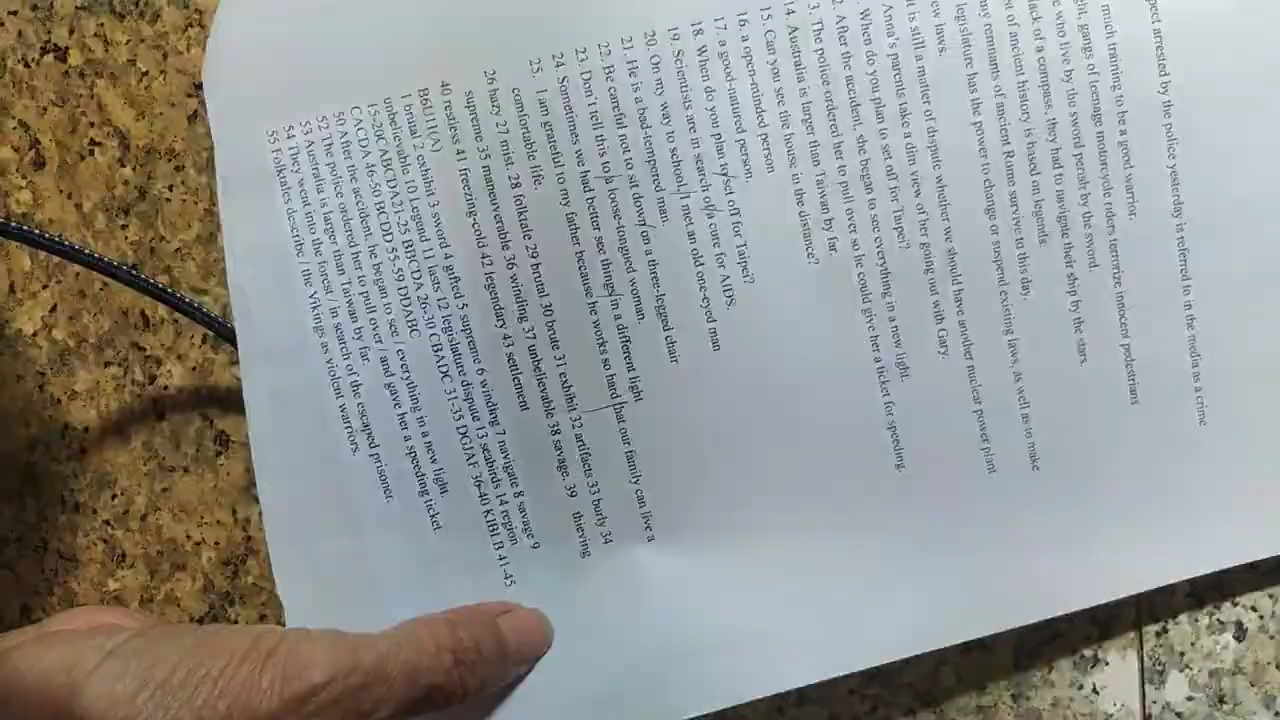 pect arrested by the police yesterday is referred to in the media as a crime
much training to be a good warrior.
ght, gangs of teenage motorcycle riders terrorize innocent pedestrians
e who live by the sword perish by the sword.
lack of a compass, they had to navigate their ship by the stars.
st of ancient history is based on legends.
ny remnants of ancient Rome survive to this day.
legislature has the power to change or suspend existing laws, as well as to make
ew laws.
It is still a matter of dispute whether we should have another nuclear power plant
Anna's parents take a dim view of her going out with Gary.
. When do you plan to set off for Taipei?
2. After the accident, she began to see everything in a new light.
3. The police ordered her to pull over so he could give her a ticket for speeding.
14. Australia is larger than Taiwan by far.
15. Can you see the house in the distance?
16. a open-minded person
17. a good-natured person.
18. When do you plan to/set off for Taipei?
19. Scientists are in search of/a cure for AIDS.
20. On my way to school,/I met an old one-eyed man
21. He is a bad-tempered man.
22. Be careful not to sit down/on a three-legged chair
23. Don't tell this to/a loose-tongued woman.
24. Sometimes we had better see things/in a different light
25. I am grateful to my father because he works so hard/that our family can live a
comfortable life.
26 hazy 27 mist. 28 folktale 29 brutal 30 brute 31 exhibit 32 artifacts 33 burly 34
supreme 35 maneuverable 36 winding 37 unbelievable 38 savage. 39 thieving
40 restless 41 freezing-cold 42 legendary 43 settlement
B6U11(A)
1 brutal 2 exhibit 3 sword 4 gifted 5 supreme 6 winding 7 navigate 8 savage 9
unbelievable 10 Legend 11 lasts 12 legislature dispute 13 seabirds 14 region
15-20CABCDA 21-25 BBCDA 26-30 CBADC 31-35 DGJAF 36-40 KIBLB 41-45
CACDA 46-50 BCDD 55-59 DDABC
50 After the accident, he began to see / everything in a new light.
52 The police ordered her to pull over / and gave her a speeding ticket.
53 Australia is larger than Taiwan by far.
54 They went into the forest / in search of the escaped prisoner.
55 Folktales describe / the Vikings as violent warriors.